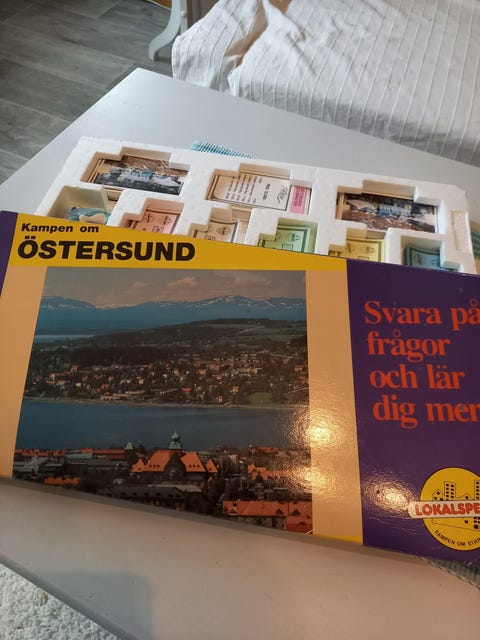 Kampen om
ÖSTERSUND
Svara på
frågor
och lär
dig mer
LOKALSPE
KAMPEN OM STA